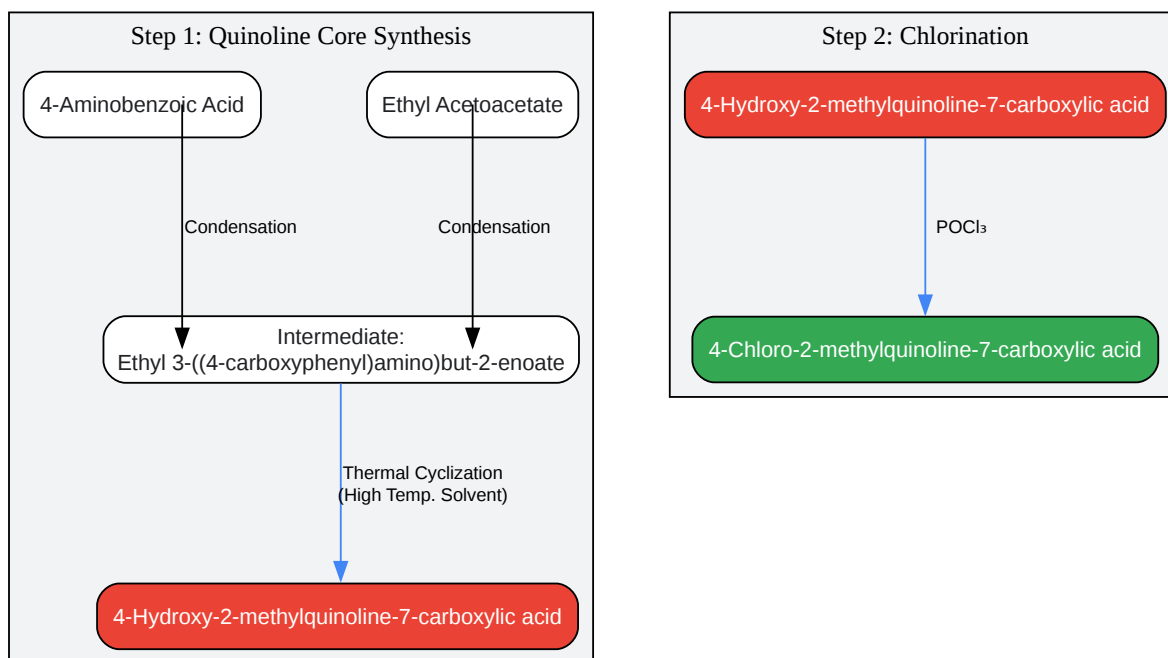 Step 1: Quinoline Core Synthesis
4-Aminobenzoic Acid
Ethyl Acetoacetate
Condensation
Condensation
Intermediate:
Ethyl 3-((4-carboxyphenyl)amino)but-2-enoate
Thermal Cyclization
(High Temp. Solvent)
4-Hydroxy-2-methylquinoline-7-carboxylic acid
Step 2: Chlorination
4-Hydroxy-2-methylquinoline-7-carboxylic acid
POCl₃
4-Chloro-2-methylquinoline-7-carboxylic acid